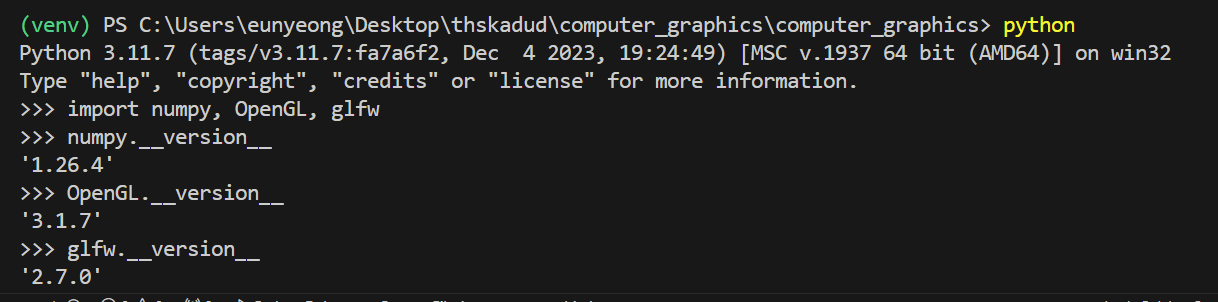 (venv) PS C:\Users\eunyeong\Desktop\thskadud\computer_graphics\computer_graphics> python
Python 3.11.7 (tags/v3.11.7:fa7a6f2, Dec  4 2023, 19:24:49) [MSC v.1937 64 bit (AMD64)] on win32
Type "help", "copyright", "credits" or "license" for more information.
>>> import numpy, OpenGL, glfw
>>> numpy.__version__
'1.26.4'
>>> OpenGL.__version__
'3.1.7'
>>> glfw.__version__
'2.7.0'